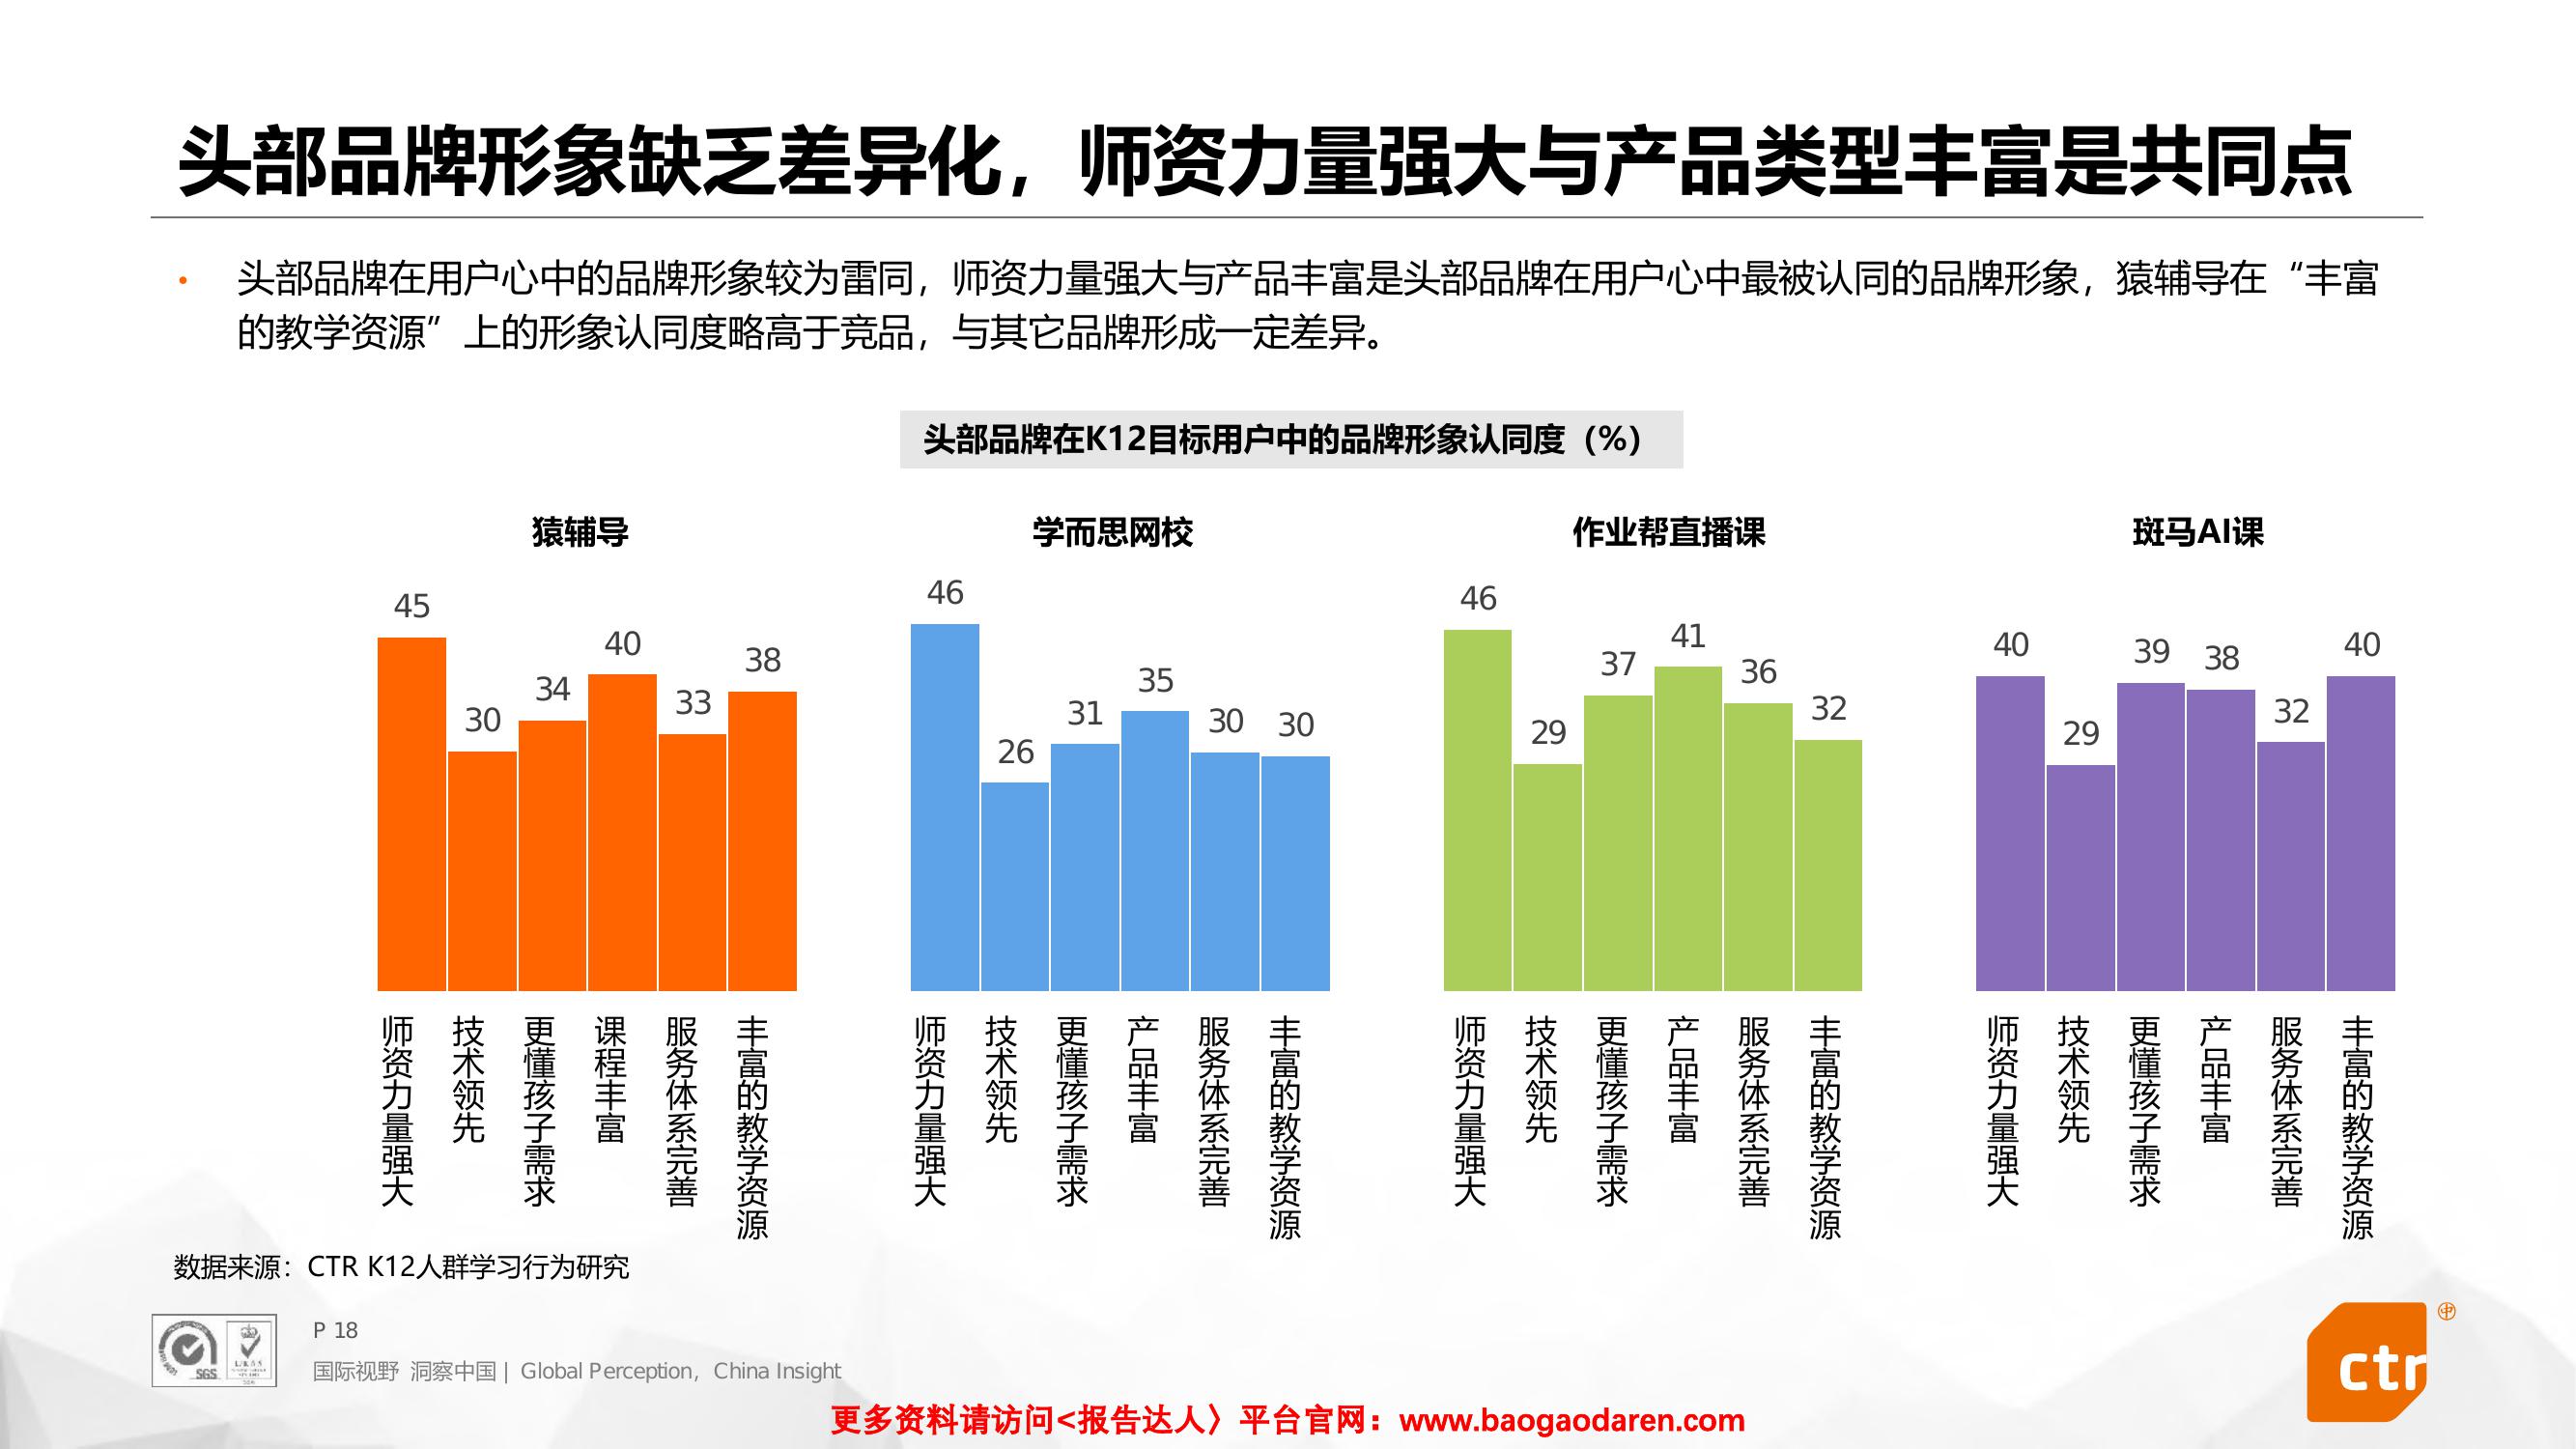 头部品牌形象缺乏差异化，师资力量强大与产品类型丰富是共同点
• 头部品牌在用户心中的品牌形象较为雷同，师资力量强大与产品丰富是头部品牌在用户心中最被认同的品牌形象，猿辅导在“丰富
的教学资源”上的形象认同度略高于竞品，与其它品牌形成一定差异。
头部品牌在K12目标用户中的品牌形象认同度（%）
猿辅导
45
30
34
40
33
38
师资力量强大
技术领先
更懂孩子需求
课程丰富
服务体系完善
丰富的教学资源
学而思网校
46
26
31
35
30
30
师资力量强大
技术领先
更懂孩子需求
产品丰富
服务体系完善
丰富的教学资源
作业帮直播课
46
29
37
41
36
32
师资力量强大
技术领先
更懂孩子需求
产品丰富
服务体系完善
丰富的教学资源
斑马AI课
40
29
39
38
32
40
师资力量强大
技术领先
更懂孩子需求
产品丰富
服务体系完善
丰富的教学资源
数据来源：CTR K12人群学习行为研究
SGS
P 18
国际视野 洞察中国 | Global Perception，China Insight
ctr
更多资料请访问<报告达人〉平台官网：www.baogaodaren.com